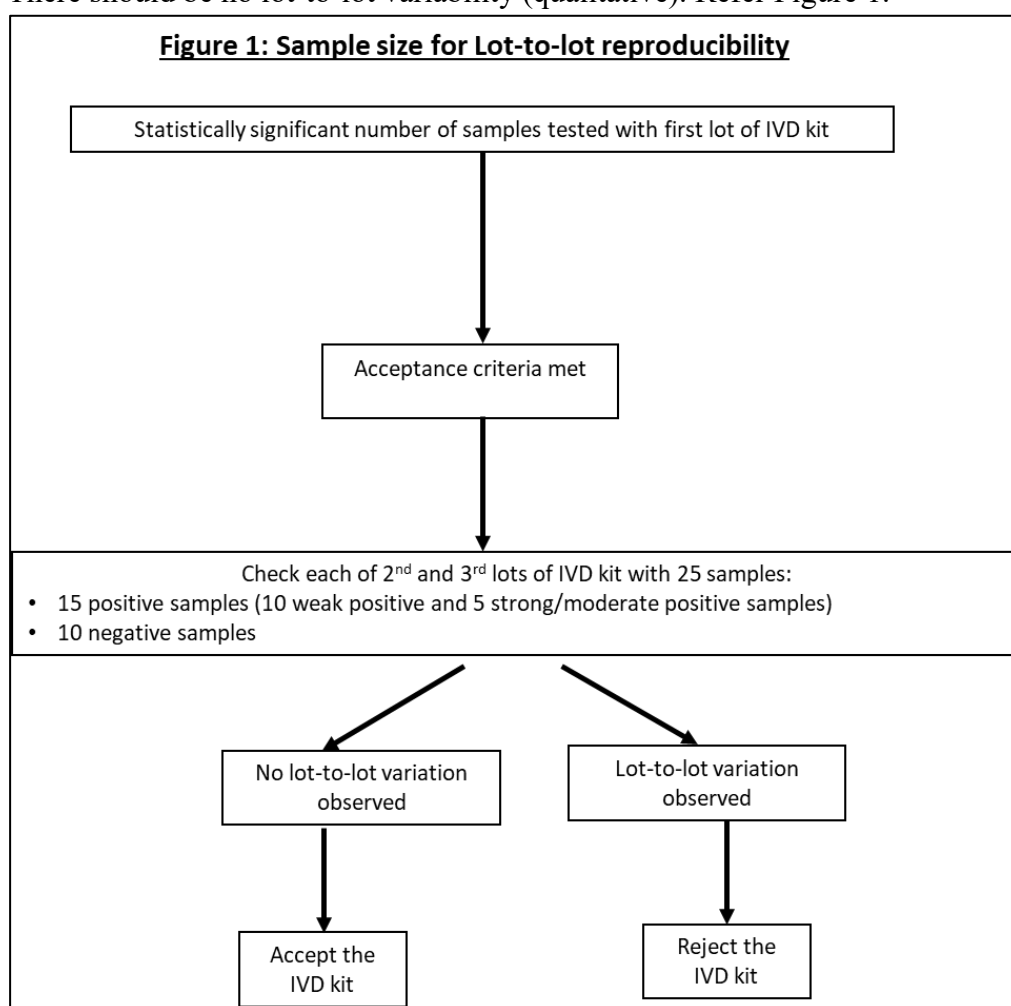 There should be no lot-to-lot variability (qualitative). Refer Figure 1.
Figure 1: Sample size for Lot-to-lot reproducibility
Statistically significant number of samples tested with first lot of IVD kit
Acceptance criteria met
Check each of 2nd and 3rd lots of IVD kit with 25 samples:
• 15 positive samples (10 weak positive and 5 strong/moderate positive samples)
• 10 negative samples
No lot-to-lot variation
observed
Lot-to-lot variation
observed
Accept the
IVD kit
Reject the
IVD kit